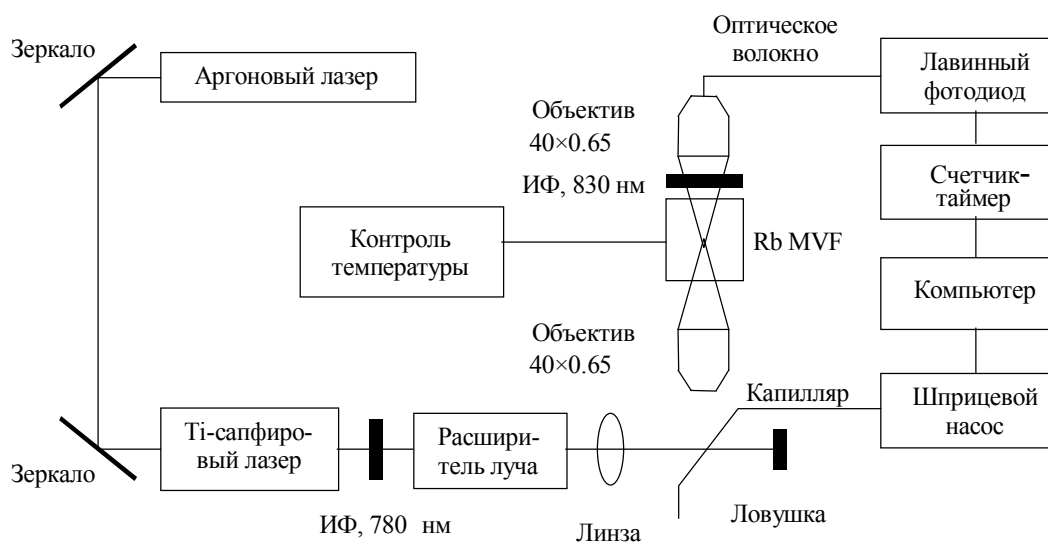 Зеркало
Аргоновый лазер
Оптическое
волокно
Лавинный
фотодиод
Объектив
40×0.65
ИФ, 830 нм
Счетчик-
таймер
Контроль
температуры
Rb MVF
Компьютер
Объектив
40×0.65
Капилляр
Шприцевой
насос
Зеркало
Ti-сапфиро-
вый лазер
Расшири-
тель луча
ИФ, 780 нм
Линза
Ловушка